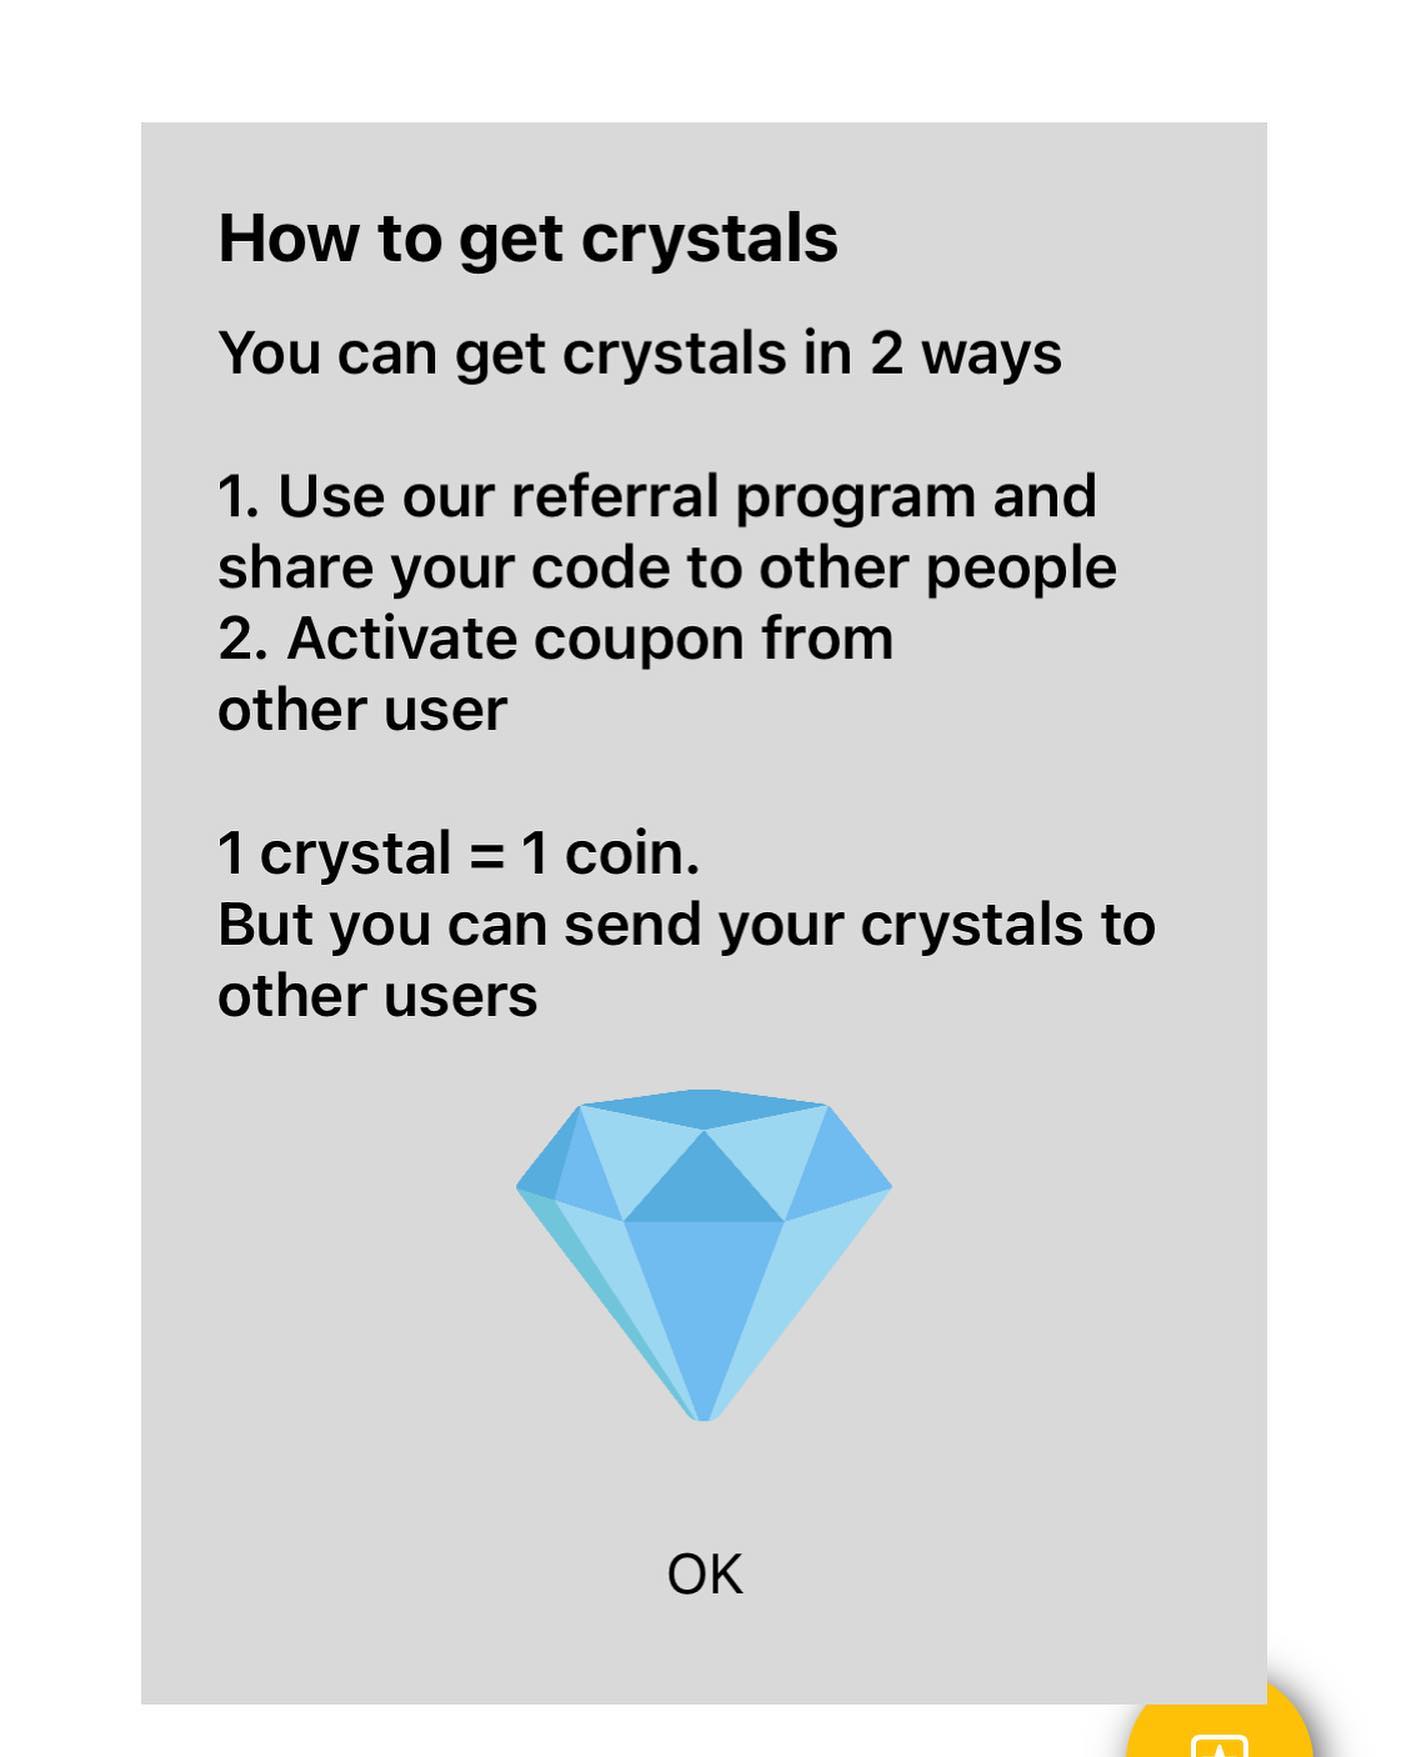 How to get crystals
You can get crystals in 2 ways
1. Use our referral program and
share your code to other people
2. Activate coupon from
other user
1 crystal = 1 coin.
But you can send your crystals to
other users
OK